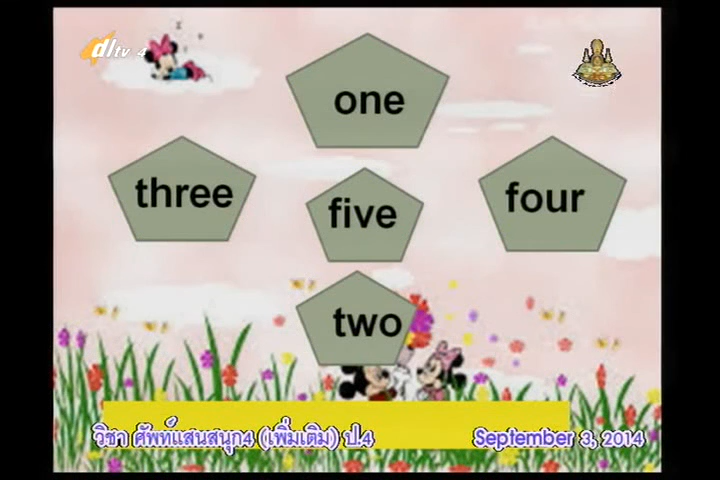 dltv 4
one
three
five
four
two
วิชา ศัพท์แสนสนุก4 (เพิ่มเติม) ป.4
September 3, 2014